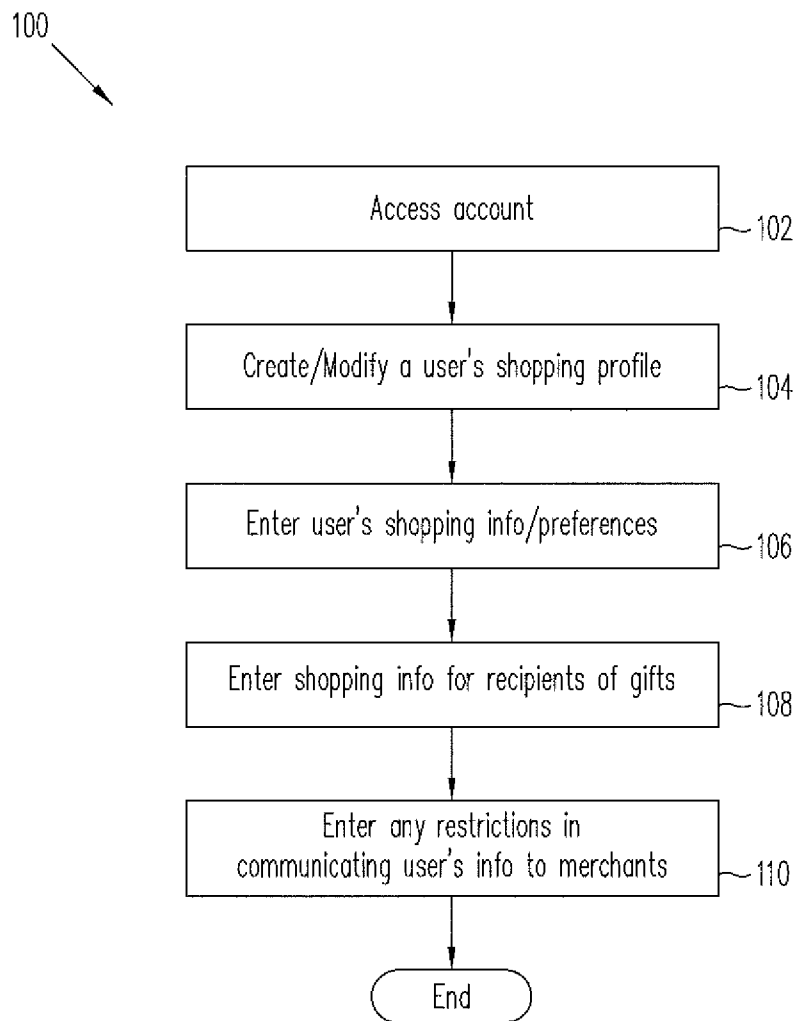 100
Access account
102
Create/Modify a user's shopping profile
104
Enter user's shopping info/preferences
106
Enter shopping info for recipients of gifts
108
Enter any restrictions in
communicating user's info to merchants
110
End